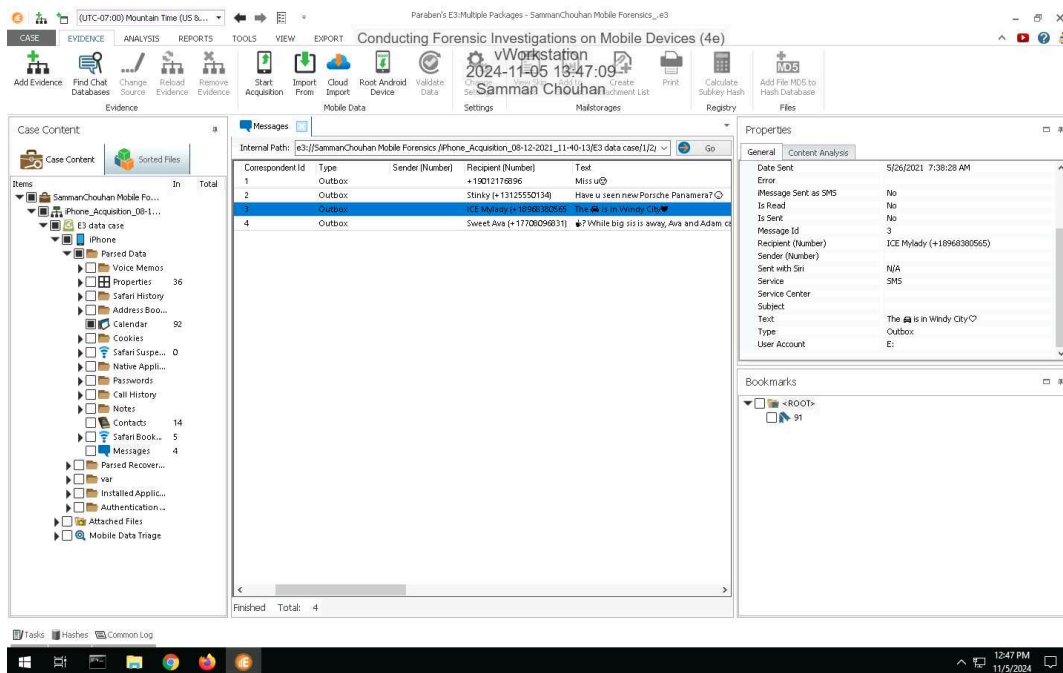 (UTC-07:00) Mountain Time (US &...
Paraben's E3:Multiple Packages - SammanChouhan Mobile Forensics_.e3
CASE EVIDENCE ANALYSIS REPORTS TOOLS VIEW EXPORT
Conducting Forensic Investigations on Mobile Devices (4e)
vWorkstation
2024-11-05 13:47:09
Samman Chouhan
Add Evidence
Find Chat Databases
Change Source
Reload Evidence
Remove Evidence
Evidence
Start Acquisition
Import From
Cloud Import
Root Android Device
Validate Data
Mobile Data
Settings
Create Attachment List
Print
Mailstorages
Calculate Subkey Hash
Registry
MD5
Add File MD5 to Hash Database
Files
Case Content
Case Content
Sorted Files
Items In Total
SammanChouhan Mobile Fo...
iPhone_Acquisition_08-1...
E3 data case
iPhone
Parsed Data
Voice Memos
Properties 36
Safari History
Address Boo...
Calendar 92
Cookies
Safari Suspe... 0
Native Appli...
Passwords
Call History
Notes
Contacts 14
Safari Book... 5
Messages 4
Parsed Recover...
var
Installed Applic...
Authentication ...
Attached Files
Mobile Data Triage
Messages
Internal Path: e3://SammanChouhan Mobile Forensics /iPhone_Acquisition_08-12-2021_11-40-13/E3 data case/1/2/ Go
Correspondent Id Type Sender (Number) Recipient (Number) Text
1 Outbox +19012176896 Miss u😍
2 Outbox Stinky (+13125550134) Have u seen new Porsche Panamera?
3 Outbox ICE Mylady (+18968380565 The 🚘 is in Windy City♥
4 Outbox Sweet Ava (+17708096831) ? While big sis is away, Ava and Adam ca
Finished Total: 4
Properties
General Content Analysis
Date Sent 5/26/2021 7:38:28 AM
Error
iMessage Sent as SMS No
Is Read No
Is Sent No
Message Id 3
Recipient (Number) ICE Mylady (+18968380565)
Sender (Number)
Sent with Siri N/A
Service SMS
Service Center
Subject
Text The 🚘 is in Windy City♡
Type Outbox
User Account E:
Bookmarks
<ROOT>
91
Tasks Hashes Common Log
12:47 PM
11/5/2024